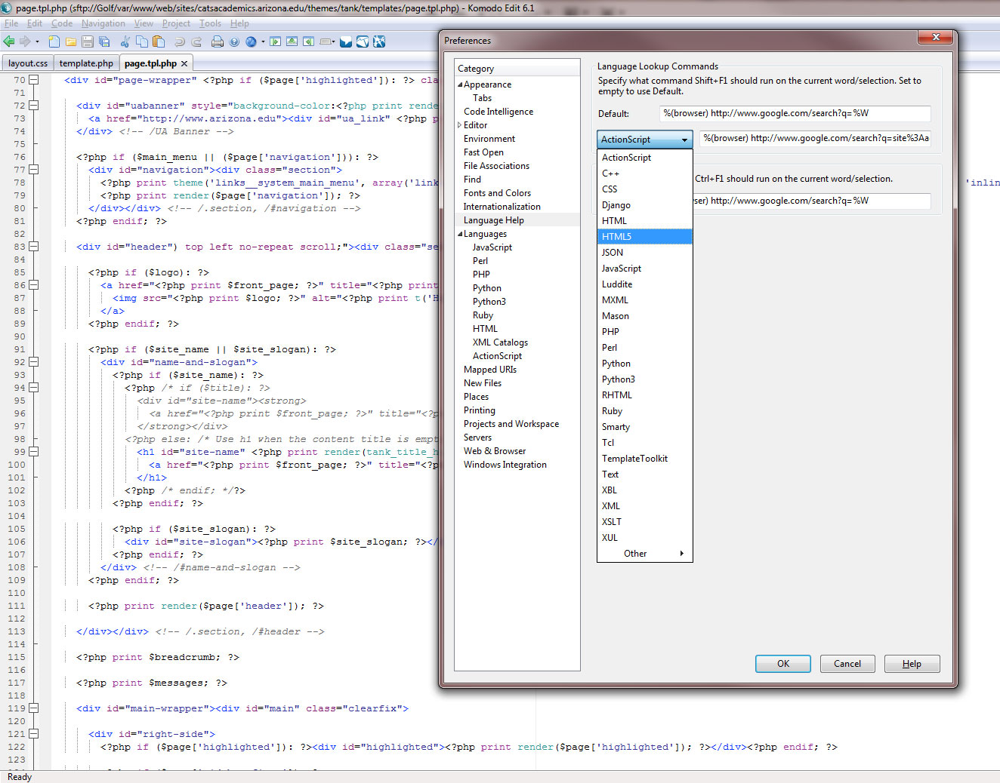 page.tpl.php (sftp://Golf/var/www/web/sites/catsacademics.arizona.edu/themes/tank/templates/page.tpl.php) - Komodo Edit 6.1
File Edit Code Navigation View Project Tools Help
layout.css template.php page.tpl.php
70 <div id="page-wrapper" <?php if ($page['highlighted']): ?> clas
71
72 <div id="uabanner" style="background-color:<?php print rende
73 <a href="http://www.arizona.edu"><div id="ua_link" <?php p
74 </div> <!-- /UA Banner -->
75
76 <?php if ($main_menu || ($page['navigation'])): ?>
77 <div id="navigation"><div class="section">
78 <?php print theme('links__system_main_menu', array('link 'inlin
79 <?php print render($page['navigation']); ?>
80 </div></div> <!-- /.section, /#navigation -->
81 <?php endif; ?>
82
83 <div id="header") top left no-repeat scroll;"><div class="se
84
85 <?php if ($logo): ?>
86 <a href="<?php print $front_page; ?>" title="<?php print
87 <img src="<?php print $logo; ?>" alt="<?php print t('H
88 </a>
89 <?php endif; ?>
90
91 <?php if ($site_name || $site_slogan): ?>
92 <div id="name-and-slogan">
93 <?php if ($site_name): ?>
94 <?php /* if ($title): ?>
95 <div id="site-name"><strong>
96 <a href="<?php print $front_page; ?>" title="<?p
97 </strong></div>
98 <?php else: /* Use h1 when the content title is empt
99 <h1 id="site-name" <?php print render(tank_title_h
100 <a href="<?php print $front_page; ?>" title="<?p
101 </h1>
102 <?php /* endif; */?>
103 <?php endif; ?>
104
105 <?php if ($site_slogan): ?>
106 <div id="site-slogan"><?php print $site_slogan; ?></
107 <?php endif; ?>
108 </div> <!-- /#name-and-slogan -->
109 <?php endif; ?>
110
111 <?php print render($page['header']); ?>
112
113 </div></div> <!-- /.section, /#header -->
114
115 <?php print $breadcrumb; ?>
116
117 <?php print $messages; ?>
118
119 <div id="main-wrapper"><div id="main" class="clearfix">
120
121 <div id="right-side">
122 <?php if ($page['highlighted']): ?><div id="highlighted"><?php print render($page['highlighted']); ?></div><?php endif; ?>
123
Ready
Preferences
Category
Appearance
Tabs
Code Intelligence
Editor
Environment
Fast Open
File Associations
Find
Fonts and Colors
Internationalization
Language Help
Languages
JavaScript
Perl
PHP
Python
Python3
Ruby
HTML
XML Catalogs
ActionScript
Mapped URIs
New Files
Places
Printing
Projects and Workspace
Servers
Web & Browser
Windows Integration
Language Lookup Commands
Specify what command Shift+F1 should run on the current word/selection. Set to
empty to use Default.
Default: %(browser) http://www.google.com/search?q=%W
ActionScript %(browser) http://www.google.com/search?q=site%3Aa
Ctrl+F1 should run on the current word/selection.
ser) http://www.google.com/search?q=%W
ActionScript
C++
CSS
Django
HTML
HTML5
JSON
JavaScript
Luddite
MXML
Mason
PHP
Perl
Python
Python3
RHTML
Ruby
Smarty
Tcl
TemplateToolkit
Text
XBL
XML
XSLT
XUL
Other
OK Cancel Help